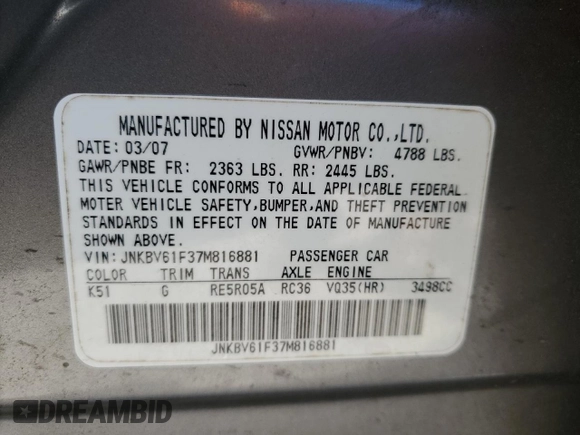 MANUFACTURED BY NISSAN MOTOR CO.,LTD.
DATE: 03/07 GVWR/PNBV: 4788 LBS.
GAWR/PNBE FR: 2363 LBS. RR: 2445 LBS.
THIS VEHICLE CONFORMS TO ALL APPLICABLE FEDERAL
MOTER VEHICLE SAFETY,BUMPER,AND THEFT PREVENTION
STANDARDS IN EFFECT ON THE DATE OF MANUFACTURE
SHOWN ABOVE.
VIN: JNKBV61F37M816881 PASSENGER CAR
COLOR TRIM TRANS AXLE ENGINE
K51 G RE5R05A RC36 VQ35(HR) 3498CC
JNKBV61F37M816881
DREAMBID